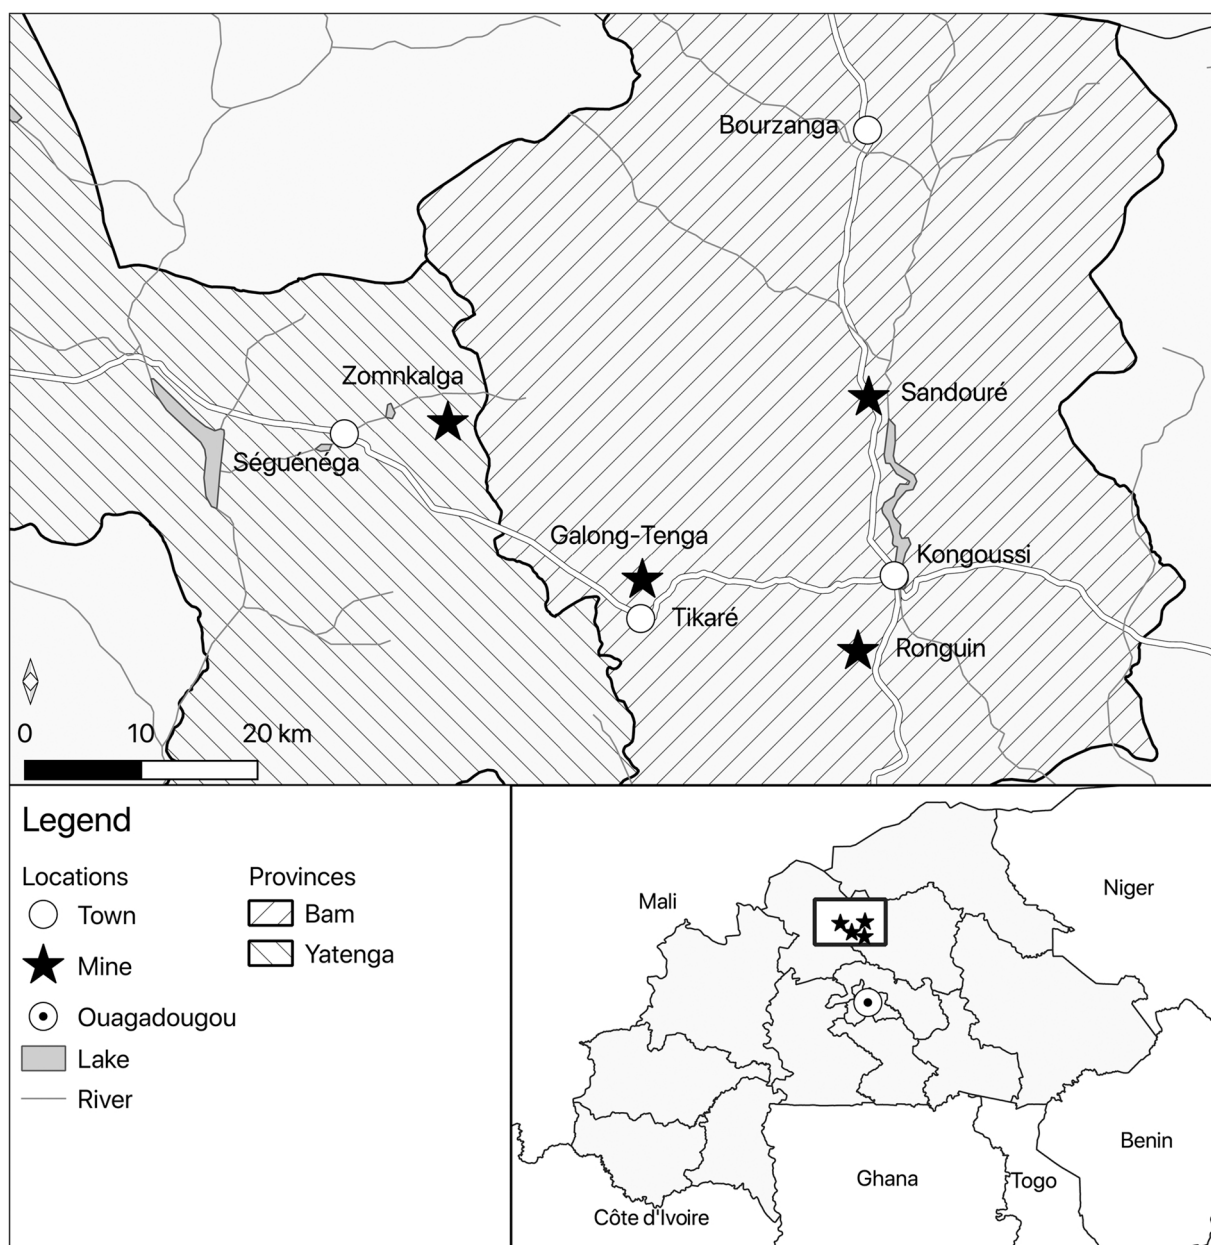 Bourzanga
Zomnkalga
Sandouré
Séguénéga
Galong-Tenga
Kongoussi
Tikaré
Ronguin
0 10 20 km
Legend
Locations
Provinces
Town
Bam
Mine
Yatenga
Ouagadougou
Lake
River
Mali
Niger
Benin
Ghana
Togo
Côte d'Ivoire